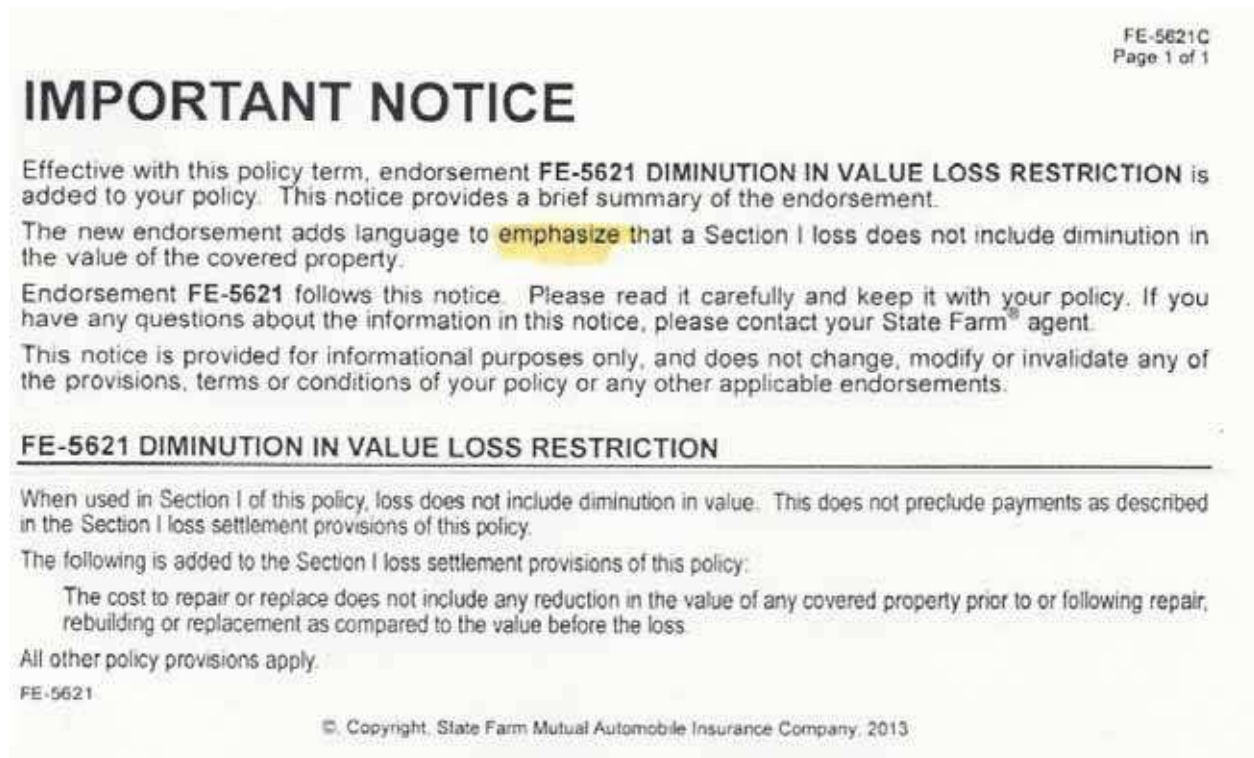 FE-5621C
Page 1 of 1
IMPORTANT NOTICE
Effective with this policy term, endorsement FE-5621 DIMINUTION IN VALUE LOSS RESTRICTION is
added to your policy. This notice provides a brief summary of the endorsement.
The new endorsement adds language to emphasize that a Section I loss does not include diminution in
the value of the covered property.
Endorsement FE-5621 follows this notice. Please read it carefully and keep it with your policy. If you
have any questions about the information in this notice, please contact your State Farm® agent.
This notice is provided for informational purposes only, and does not change, modify or invalidate any of
the provisions, terms or conditions of your policy or any other applicable endorsements.
FE-5621 DIMINUTION IN VALUE LOSS RESTRICTION
When used in Section I of this policy, loss does not include diminution in value. This does not preclude payments as described
in the Section I loss settlement provisions of this policy.
The following is added to the Section I loss settlement provisions of this policy:
The cost to repair or replace does not include any reduction in the value of any covered property prior to or following repair,
rebuilding or replacement as compared to the value before the loss.
All other policy provisions apply.
FE-5621
©, Copyright, State Farm Mutual Automobile Insurance Company, 2013